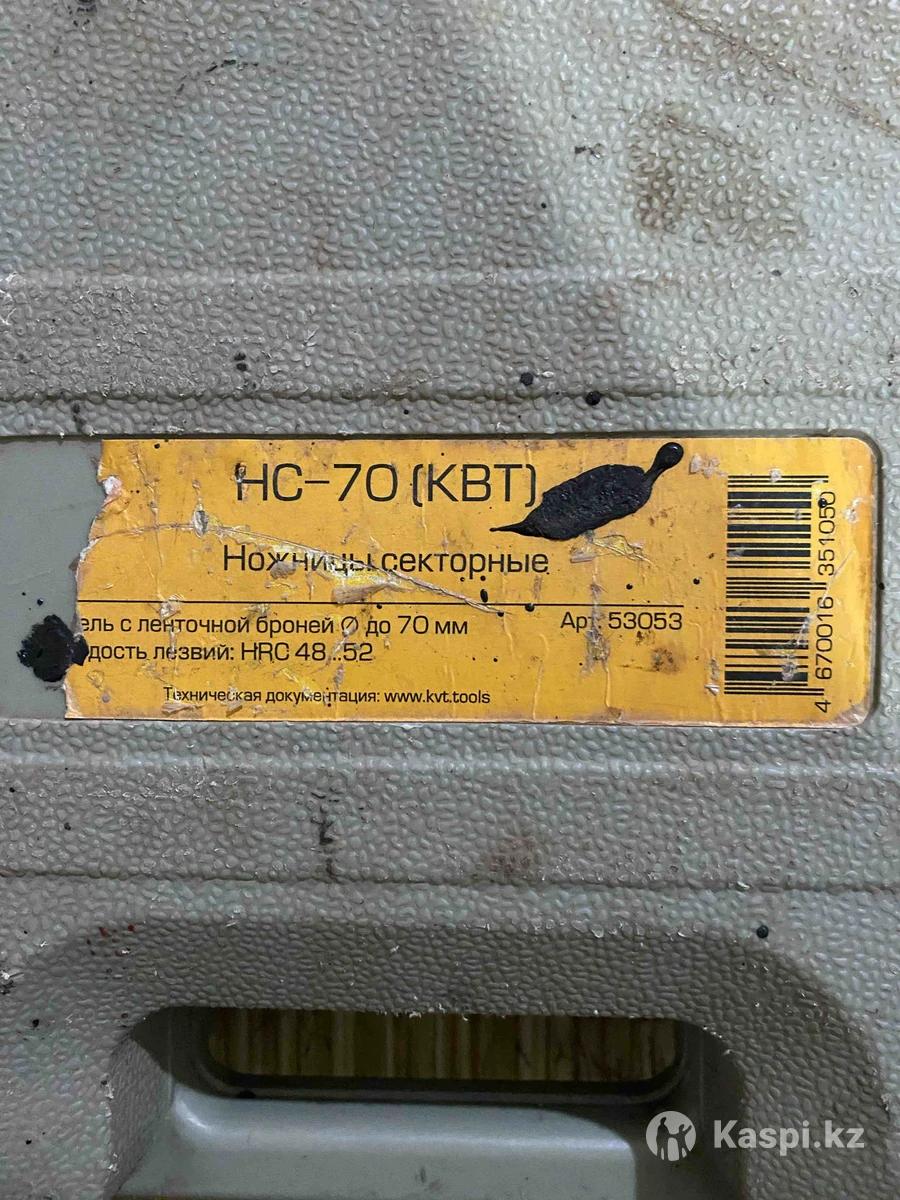 НС-70 (КВТ)
Ножницы секторные
ель с ленточной броней Ø до 70 мм
Арт. 53053
дость лезвий: HRC 48...52
Техническая документация: www.kvt.tools
4 670016 351050
Kaspi.kz